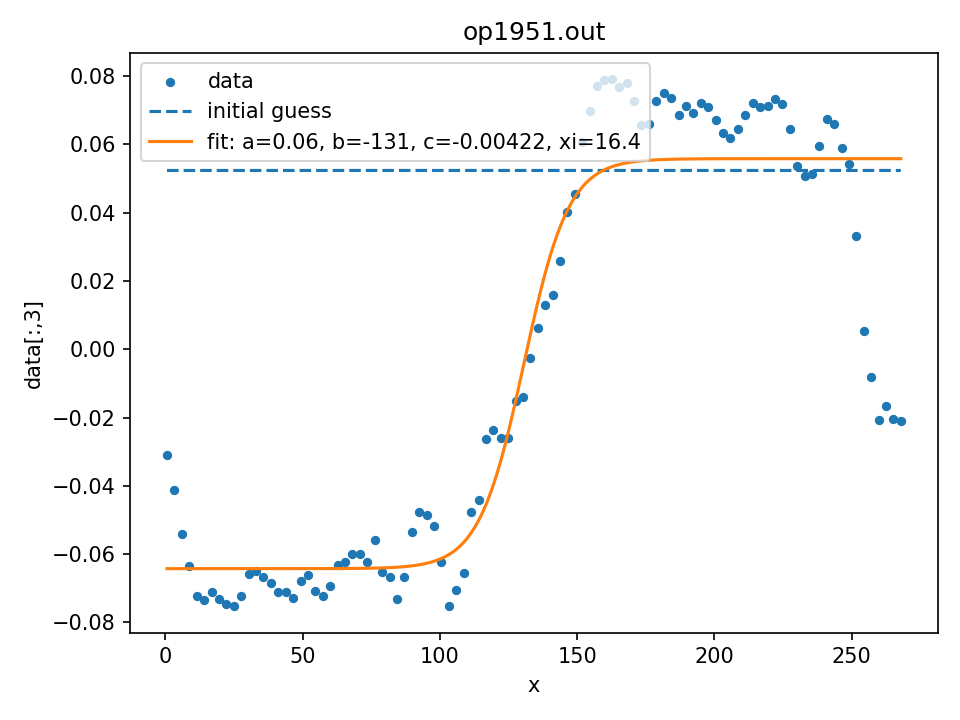 op1951.out
data
initial guess
fit: a=0.06, b=-131, c=-0.00422, xi=16.4
0.08
0.06
0.04
0.02
0.00
−0.02
−0.04
−0.06
−0.08
data[:,3]
0 50 100 150 200 250
x